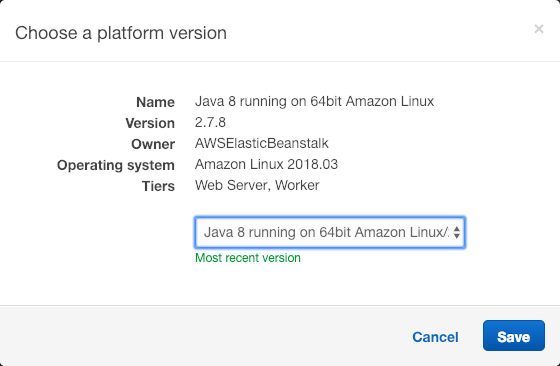 Choose a platform version ×
Name Java 8 running on 64bit Amazon Linux
Version 2.7.8
Owner AWSElasticBeanstalk
Operating system Amazon Linux 2018.03
Tiers Web Server, Worker
Java 8 running on 64bit Amazon Linux/
Most recent version
Cancel Save